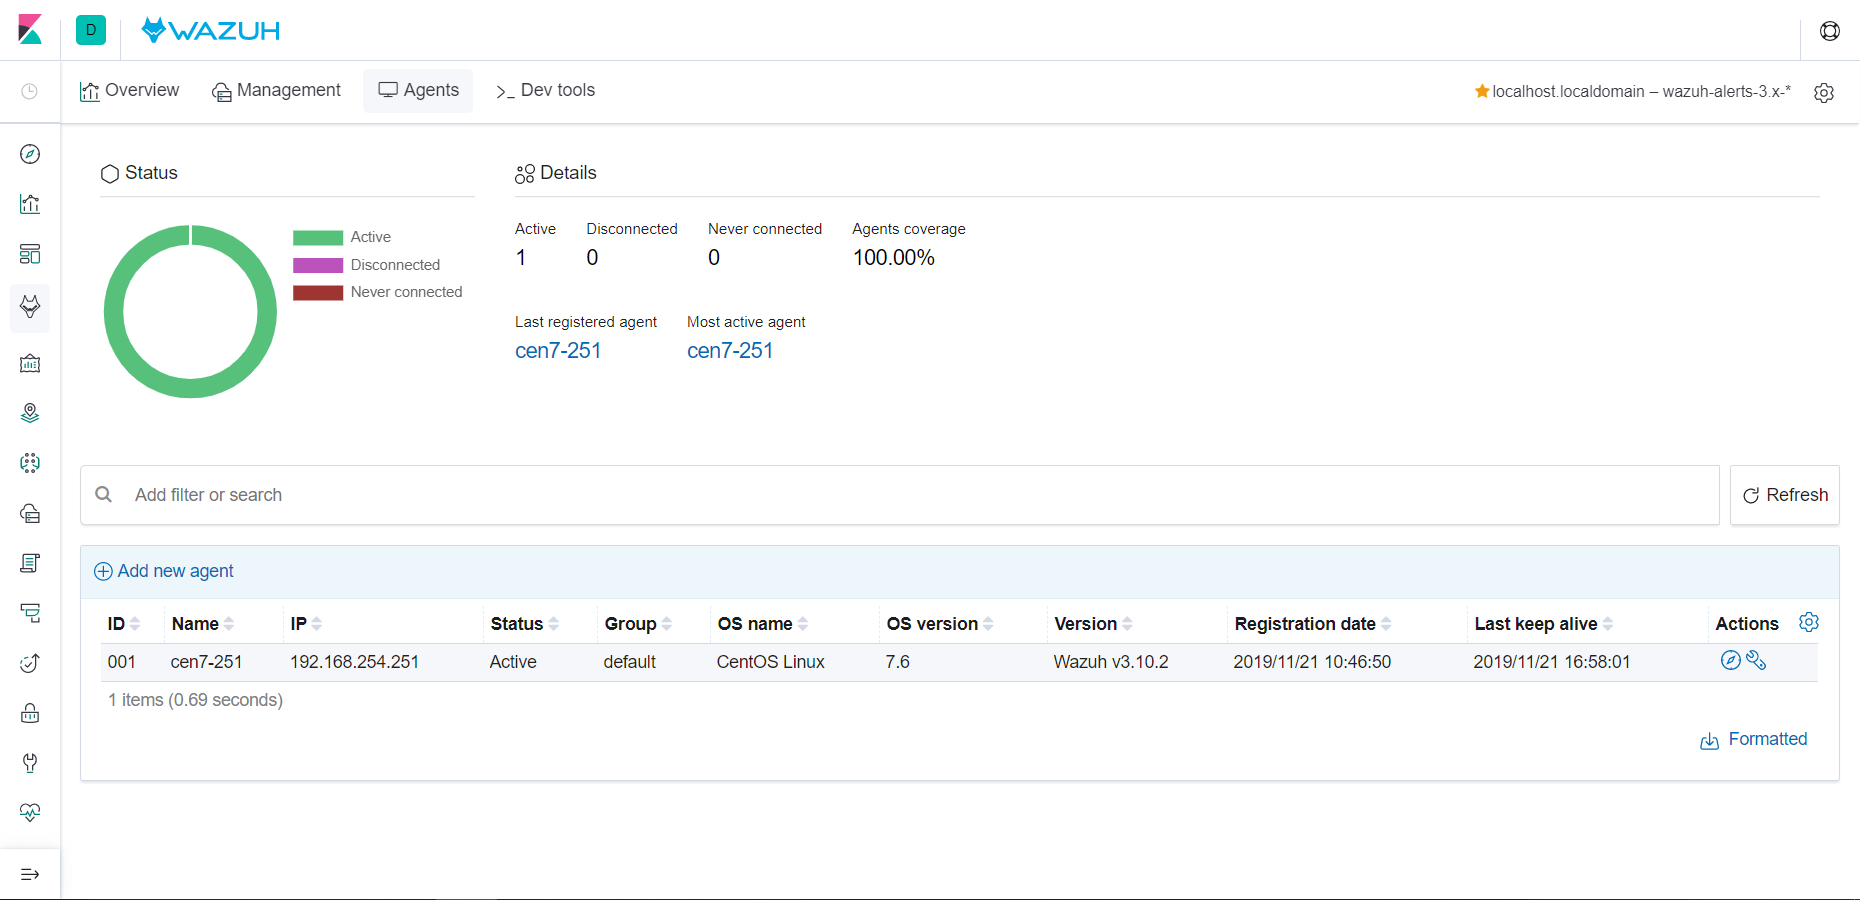 D WAZUH
Overview Management Agents >_ Dev tools localhost.localdomain – wazuh-alerts-3.x-*
Status Details
Active
Disconnected
Never connected
Active Disconnected Never connected Agents coverage
1 0 0 100.00%
Last registered agent Most active agent
cen7-251 cen7-251
Add filter or search Refresh
Add new agent
ID Name IP Status Group OS name OS version Version Registration date Last keep alive Actions
001 cen7-251 192.168.254.251 Active default CentOS Linux 7.6 Wazuh v3.10.2 2019/11/21 10:46:50 2019/11/21 16:58:01
1 items (0.69 seconds)
Formatted